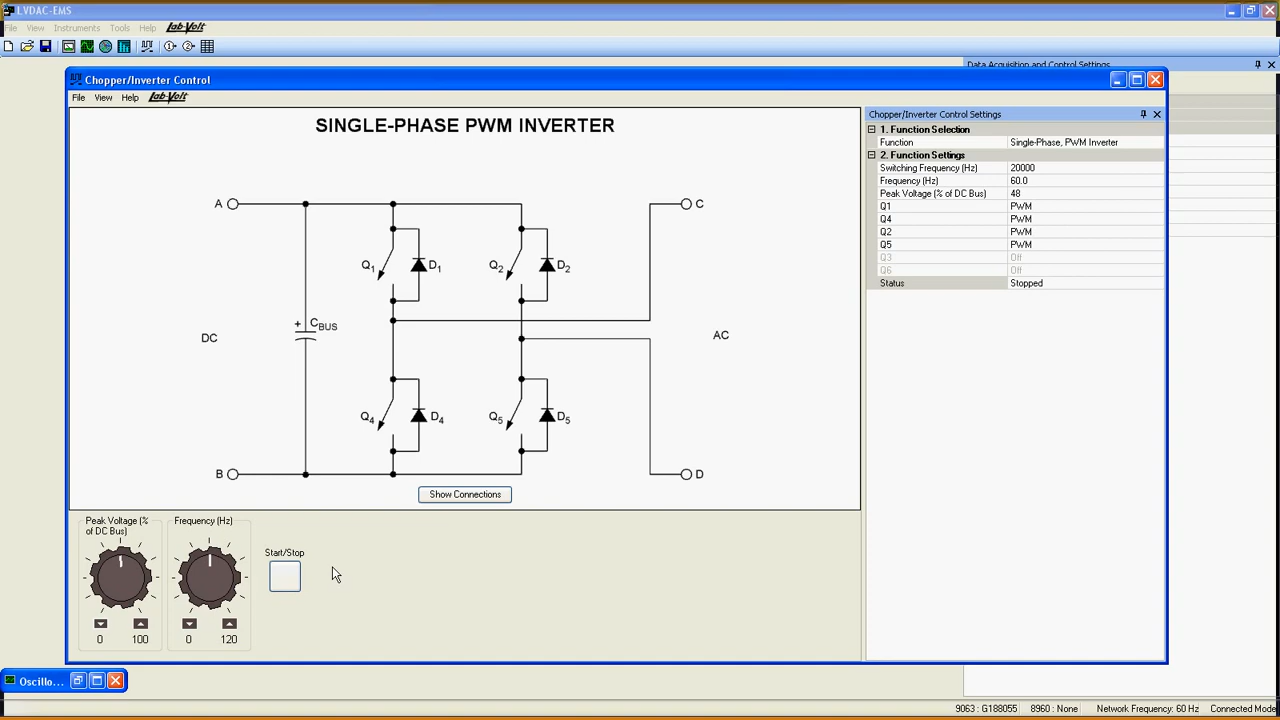 LVDAC-EMS
File View Instruments Tools Help Lab-Volt
Data Acquisition and Control Settings
Chopper/Inverter Control
File View Help Lab-Volt
SINGLE-PHASE PWM INVERTER
A
C
Q1 D1
Q2 D2
+ CBUS
DC
AC
Q4 D4
Q5 D5
B
D
Show Connections
Chopper/Inverter Control Settings
1. Function Selection
Function Single-Phase, PWM Inverter
2. Function Settings
Switching Frequency (Hz) 20000
Frequency (Hz) 60.0
Peak Voltage (% of DC Bus) 48
Q1 PWM
Q4 PWM
Q2 PWM
Q5 PWM
Q3 Off
Q6 Off
Status Stopped
Peak Voltage (%
of DC Bus)
0 100
Frequency (Hz)
0 120
Start/Stop
Oscillo...
9063 : G188055 8960 : None Network Frequency: 60 Hz Connected Mode